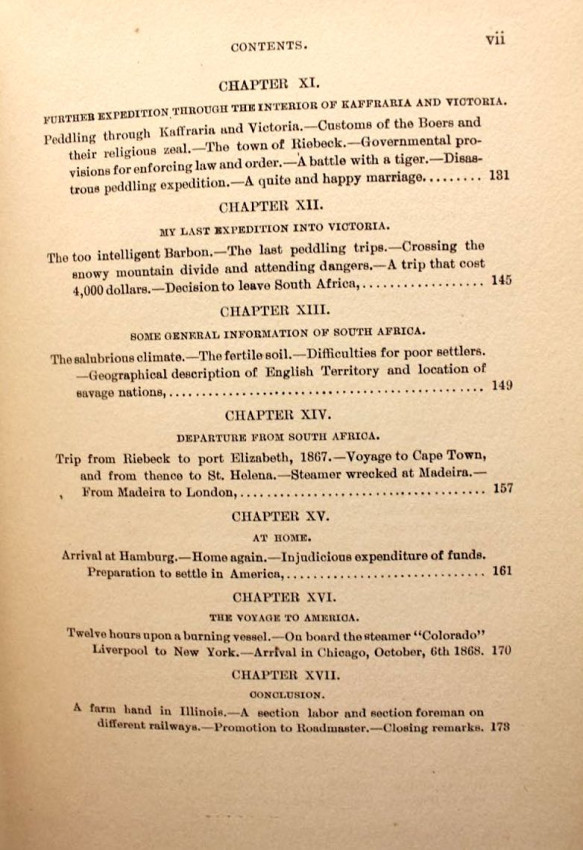 CONTENTS.
vii
CHAPTER XI.
FURTHER EXPEDITION THROUGH THE INTERIOR OF KAFFRARIA AND VICTORIA.
Peddling through Kaffraria and Victoria.—Customs of the Boers and
their religious zeal.—The town of Riebeck.—Governmental pro-
visions for enforcing law and order.—A battle with a tiger.—Disas-
trous peddling expedition.—A quite and happy marriage......... 131
CHAPTER XII.
MY LAST EXPEDITION INTO VICTORIA.
The too intelligent Barbon.—The last peddling trips.—Crossing the
snowy mountain divide and attending dangers.—A trip that cost
4,000 dollars.—Decision to leave South Africa,.................. 145
CHAPTER XIII.
SOME GENERAL INFORMATION OF SOUTH AFRICA.
The salubrious climate.—The fertile soil.—Difficulties for poor settlers.
—Geographical description of English Territory and location of
savage nations,.............................................. 149
CHAPTER XIV.
DEPARTURE FROM SOUTH AFRICA.
Trip from Riebeck to port Elizabeth, 1867.—Voyage to Cape Town,
and from thence to St. Helena.—Steamer wrecked at Madeira.—
From Madeira to London,.................................... 157
CHAPTER XV.
AT HOME.
Arrival at Hamburg.—Home again.—Injudicious expenditure of funds.
Preparation to settle in America,............................. 161
CHAPTER XVI.
THE VOYAGE TO AMERICA.
Twelve hours upon a burning vessel.—On board the steamer "Colorado"
Liverpool to New York.—Arrival in Chicago, October, 6th 1868. 170
CHAPTER XVII.
CONCLUSION.
A farm hand in Illinois.—A section labor and section foreman on
different railways.—Promotion to Roadmaster.—Closing remarks. 173